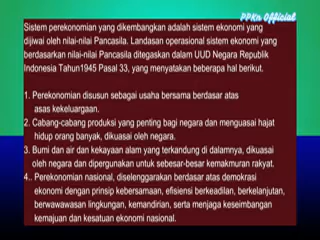 PPKn Official
Sistem perekonomian yang dikembangkan adalah sistem ekonomi yang
dijiwai oleh nilai-nilai Pancasila. Landasan operasional sistem ekonomi yang
berdasarkan nilai-nilai Pancasila ditegaskan dalam UUD Negara Republik
Indonesia Tahun1945 Pasal 33, yang menyatakan beberapa hal berikut.
1. Perekonomian disusun sebagai usaha bersama berdasar atas
asas kekeluargaan.
2. Cabang-cabang produksi yang penting bagi negara dan menguasai hajat
hidup orang banyak, dikuasai oleh negara.
3. Bumi dan air dan kekayaan alam yang terkandung di dalamnya, dikuasai
oleh negara dan dipergunakan untuk sebesar-besar kemakmuran rakyat.
4.. Perekonomian nasional, diselenggarakan berdasar atas demokrasi
ekonomi dengan prinsip kebersamaan, efisiensi berkeadilan, berkelanjutan,
berwawawasan lingkungan, kemandirian, serta menjaga keseimbangan
kemajuan dan kesatuan ekonomi nasional.